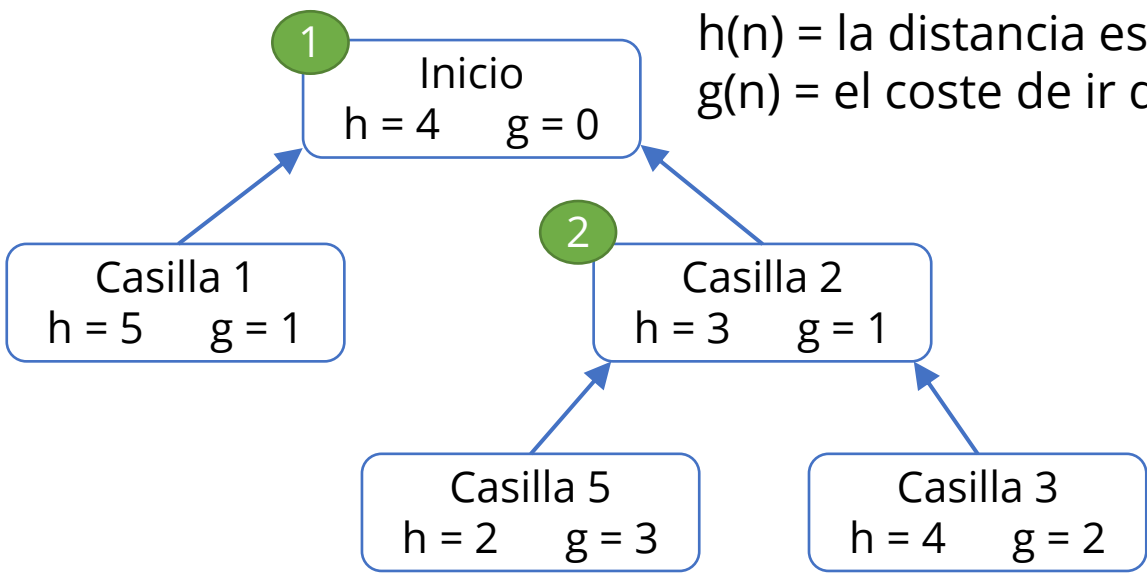 1
h(n) = la distancia es
g(n) = el coste de ir
Inicio
h = 4 g = 0
2
Casilla 1
h = 5 g = 1
Casilla 2
h = 3 g = 1
Casilla 5
h = 2 g = 3
Casilla 3
h = 4 g = 2